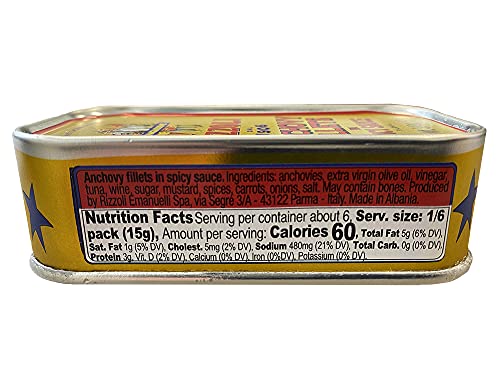 Anchovy fillets in spicy sauce. Ingredients: anchovies, extra virgin olive oil, vinegar,
tuna, wine, sugar, mustard, spices, carrots, onions, salt. May contain bones. Produced
by Rizzoli Emanuelli Spa, via Segrè 3/A - 43122 Parma - Italy. Made in Albania.
Nutrition Facts Serving per container about 6, Serv. size: 1/6
pack (15g), Amount per serving: Calories 60, Total Fat 5g (6% DV),
Sat. Fat 1g (5% DV), Cholest. 5mg (2% DV), Sodium 480mg (21% DV), Total Carb. 0g (0% DV),
Protein 3g, Vit. D (2% DV), Calcium (0% DV), Iron (0% DV), Potassium (0% DV).